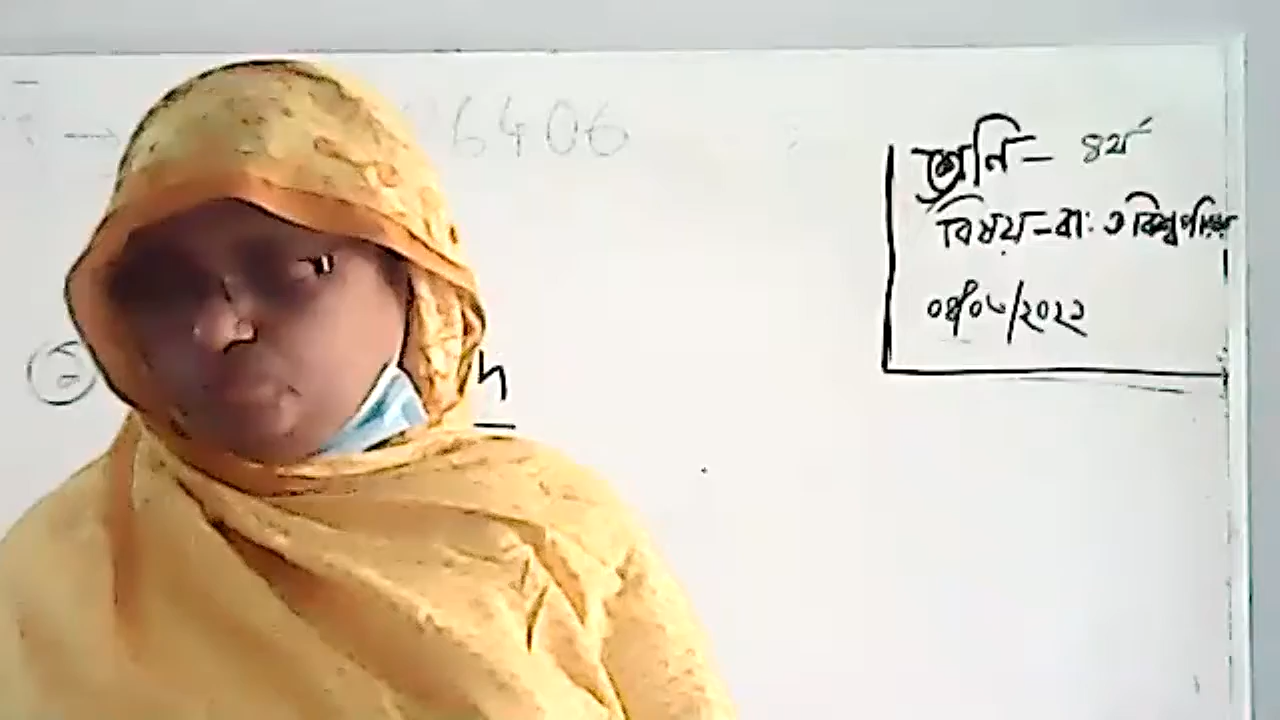 6406
শ্রেণি - ৪র্থ
বিষয় - বা: ও বিশ্বপরিচয়
০৪/০৬/২০২২